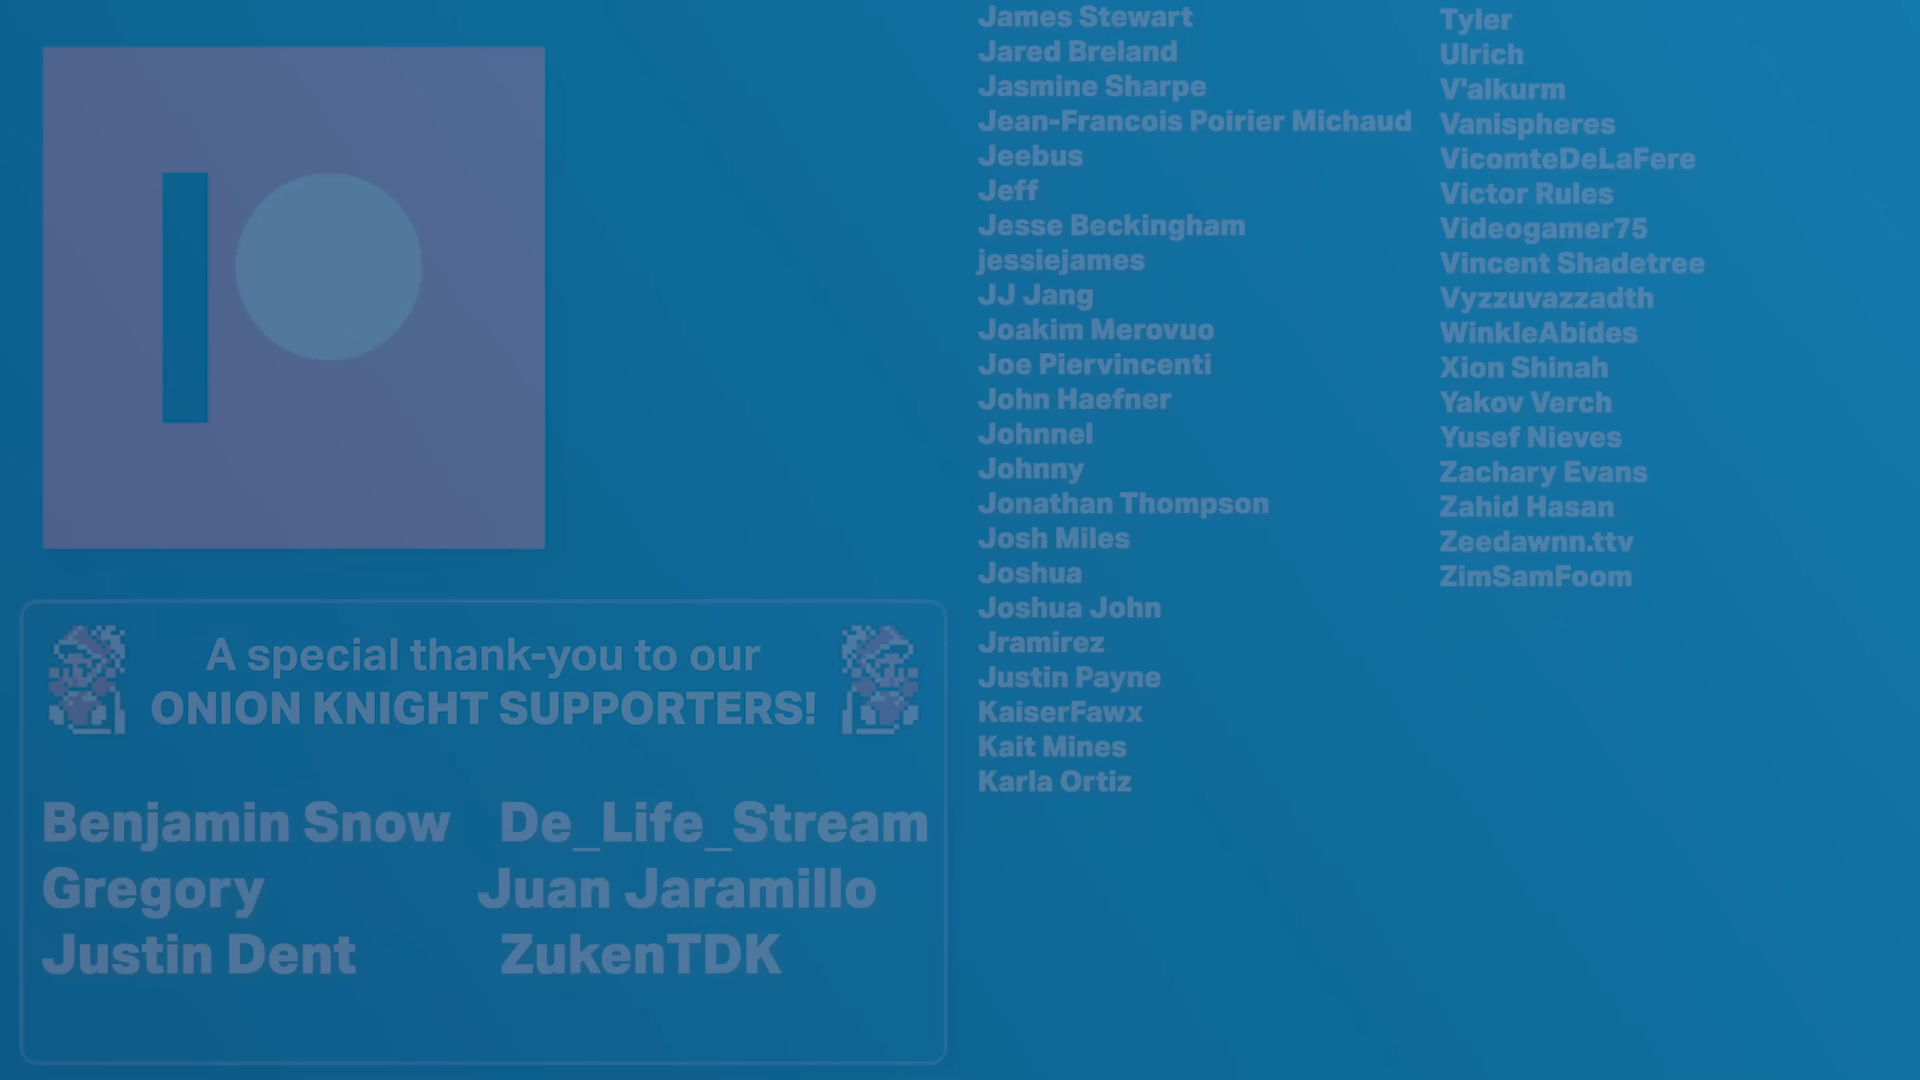 A special thank-you to our
ONION KNIGHT SUPPORTERS!
Benjamin Snow
De_Life_Stream
Gregory
Juan Jaramillo
Justin Dent
ZukenTDK
James Stewart
Jared Breland
Jasmine Sharpe
Jean-Francois Poirier Michaud
Jeebus
Jeff
Jesse Beckingham
jessiejames
JJ Jang
Joakim Merovuo
Joe Piervincenti
John Haefner
Johnnel
Johnny
Jonathan Thompson
Josh Miles
Joshua
Joshua John
Jramirez
Justin Payne
KaiserFawx
Kait Mines
Karla Ortiz
Tyler
Ulrich
V'alkurm
Vanispheres
VicomteDeLaFere
Victor Rules
Videogamer75
Vincent Shadetree
Vyzzuvazzadth
WinkleAbides
Xion Shinah
Yakov Verch
Yusef Nieves
Zachary Evans
Zahid Hasan
Zeedawnn.ttv
ZimSamFoom